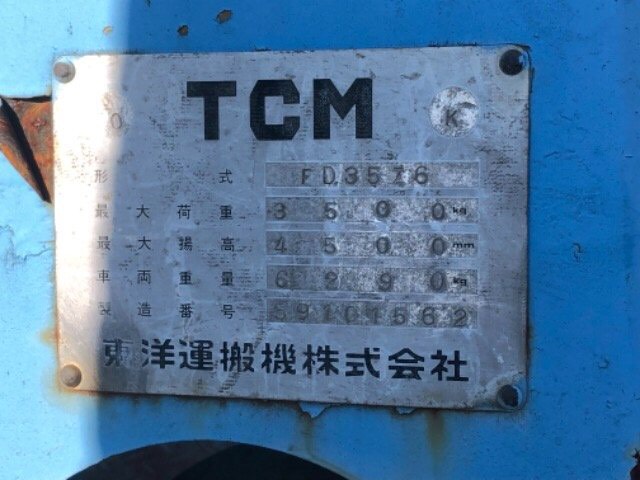 TCM
K
形式 FD35Z6
最大荷重 3500kg
最大揚高 4500mm
車両重量 6290kg
製造番号 59101562
東洋運搬機株式会社